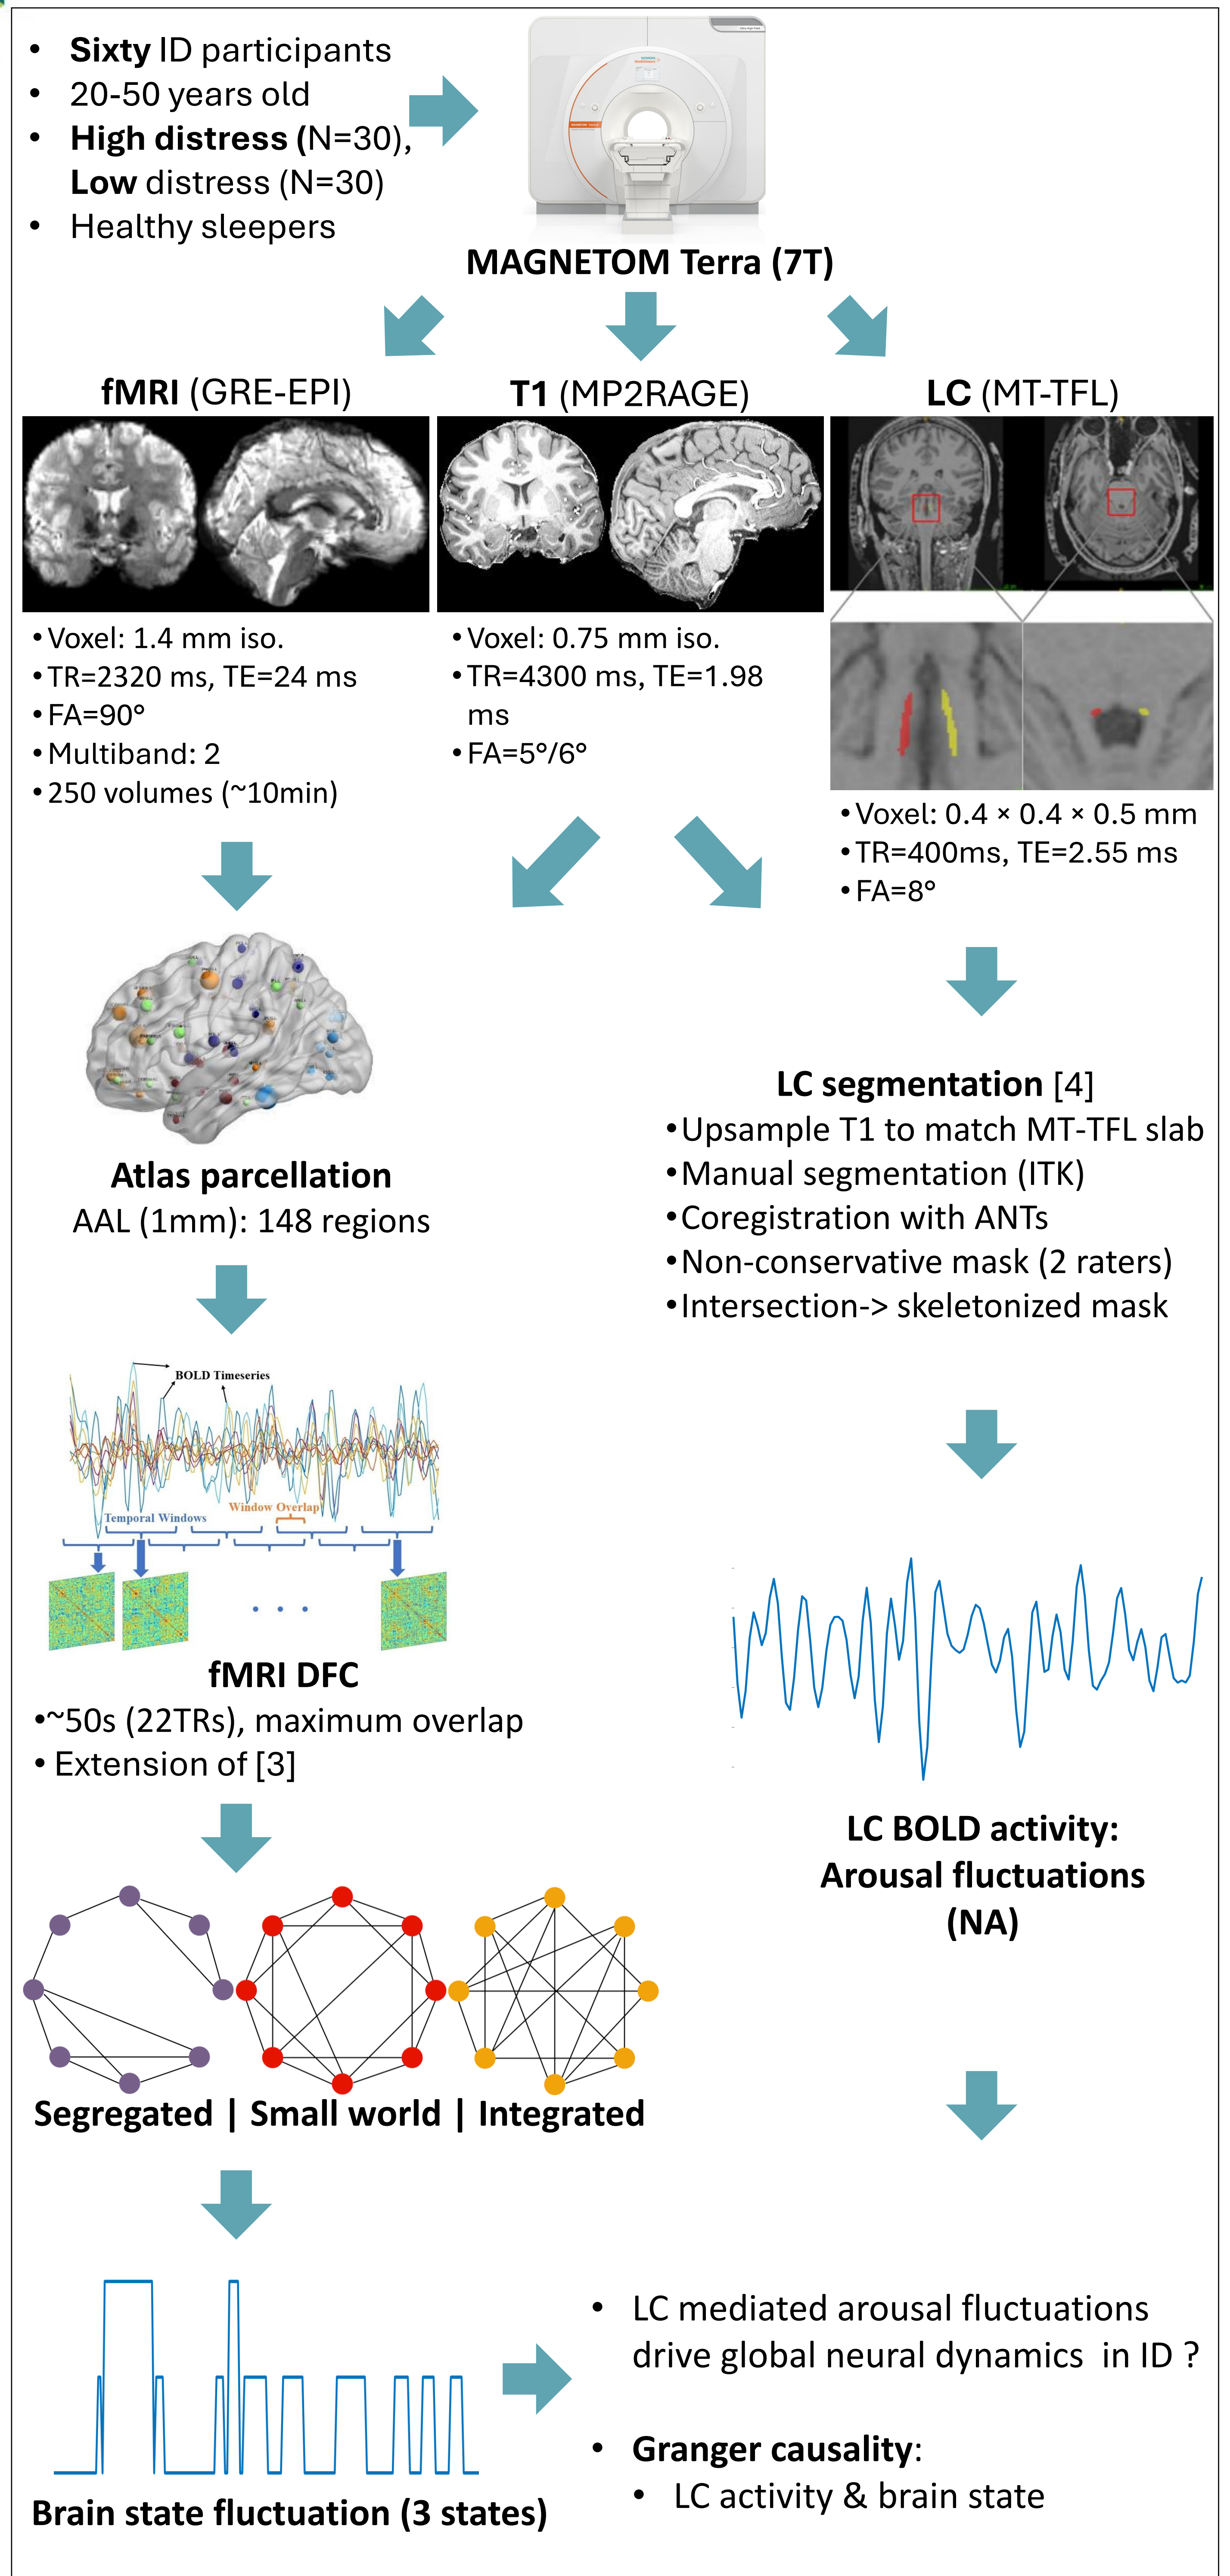 • Sixty ID participants
• 20-50 years old
• High distress (N=30),
Low distress (N=30)
• Healthy sleepers
MAGNETOM Terra (7T)
fMRI (GRE-EPI)
• Voxel: 1.4 mm iso.
• TR=2320 ms, TE=24 ms
• FA=90°
• Multiband: 2
• 250 volumes (~10min)
T1 (MP2RAGE)
• Voxel: 0.75 mm iso.
• TR=4300 ms, TE=1.98
ms
• FA=5°/6°
LC (MT-TFL)
• Voxel: 0.4 × 0.4 × 0.5 mm
• TR=400ms, TE=2.55 ms
• FA=8°
Atlas parcellation
AAL (1mm): 148 regions
LC segmentation [4]
• Upsample T1 to match MT-TFL slab
• Manual segmentation (ITK)
• Coregistration with ANTs
• Non-conservative mask (2 raters)
• Intersection-> skeletonized mask
BOLD Timeseries
Window Overlap
Temporal Windows
fMRI DFC
• ~50s (22TRs), maximum overlap
• Extension of [3]
LC BOLD activity:
Arousal fluctuations
(NA)
Segregated | Small world | Integrated
Brain state fluctuation (3 states)
• LC mediated arousal fluctuations
drive global neural dynamics in ID ?
• Granger causality:
• LC activity & brain state